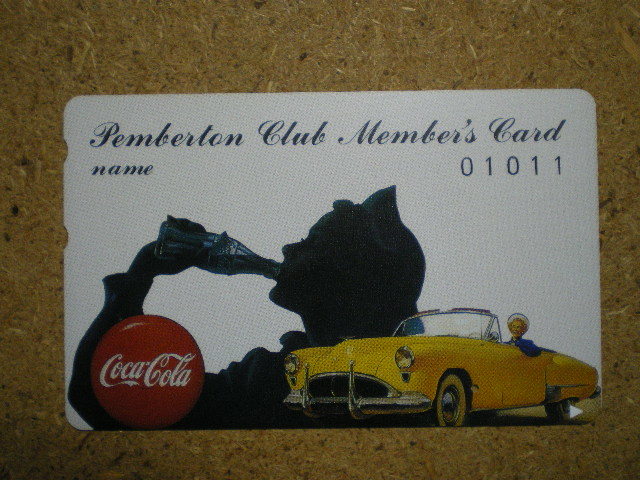 Pemberton Club Member's Card
name 01011
Coca-Cola